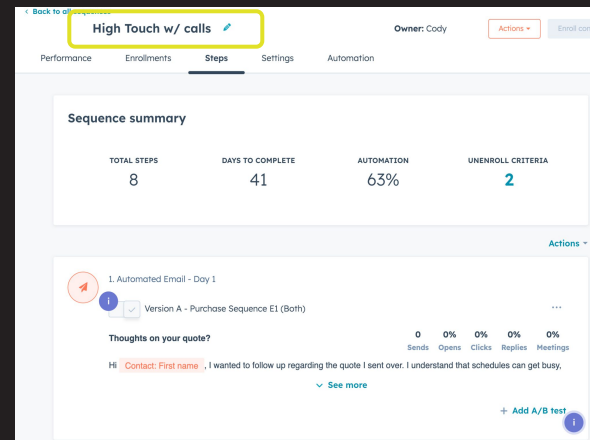 < Back to all sequences
High Touch w/ calls
Owner: Cody
Actions
Enroll con
Performance
Enrollments
Steps
Settings
Automation
Sequence summary
TOTAL STEPS
DAYS TO COMPLETE
AUTOMATION
UNENROLL CRITERIA
8
41
63%
2
Actions
1. Automated Email - Day 1
i
Version A - Purchase Sequence E1 (Both)
...
Thoughts on your quote?
0 0% 0% 0% 0%
Sends Opens Clicks Replies Meetings
Hi Contact: First name , I wanted to follow up regarding the quote I sent over. I understand that schedules can get busy,
See more
+ Add A/B test
i